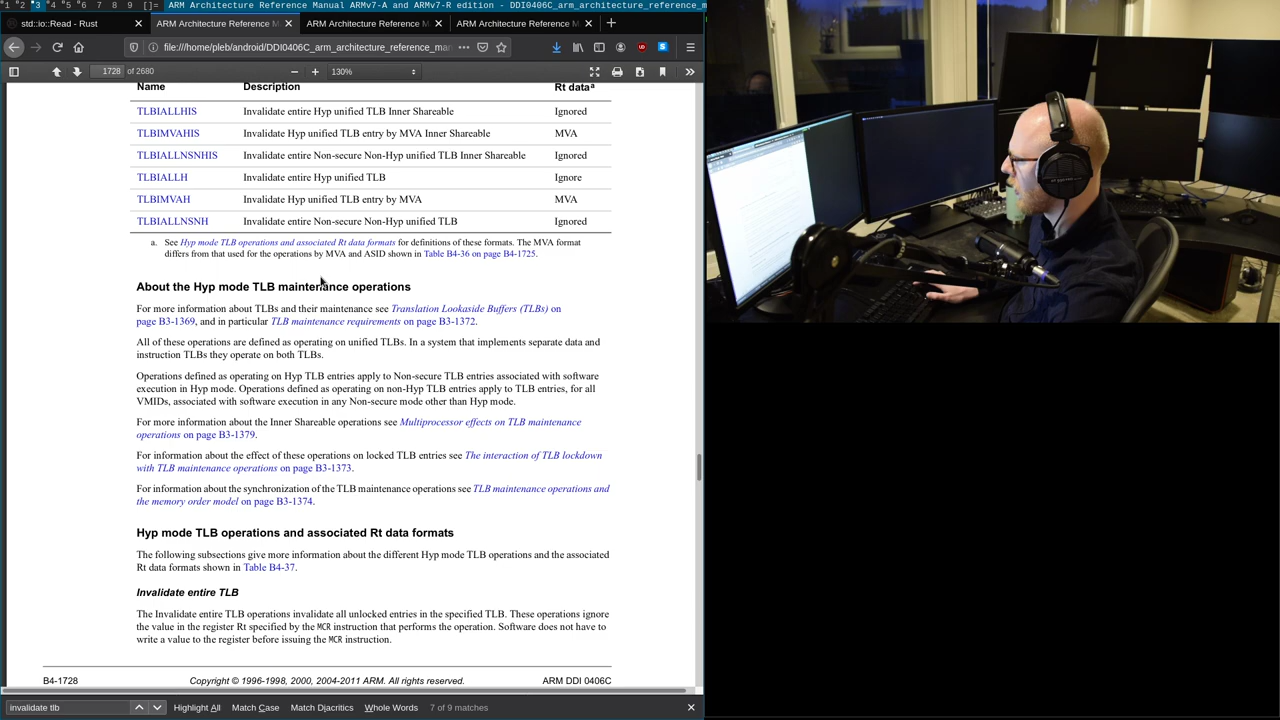 *1 *2 *3 *4 *5 *6 7 8 9 []= ARM Architecture Reference Manual ARMv7-A and ARMv7-R edition - DDI0406C_arm_architecture_reference_m
std::io::Read - Rust × ARM Architecture Reference M × ARM Architecture Reference M × ARM Architecture Reference M × +
file:///home/pleb/android/DDI0406C_arm_architecture_reference_man
1728 of 2680 130%
Name Description Rt dataª
TLBIALLHIS Invalidate entire Hyp unified TLB Inner Shareable Ignored
TLBIMVAHIS Invalidate Hyp unified TLB entry by MVA Inner Shareable MVA
TLBIALLNSNHIS Invalidate entire Non-secure Non-Hyp unified TLB Inner Shareable Ignored
TLBIALLH Invalidate entire Hyp unified TLB Ignore
TLBIMVAH Invalidate Hyp unified TLB entry by MVA MVA
TLBIALLNSNH Invalidate entire Non-secure Non-Hyp unified TLB Ignored
a. See Hyp mode TLB operations and associated Rt data formats for definitions of these formats. The MVA format
differs from that used for the operations by MVA and ASID shown in Table B4-36 on page B4-1725.
About the Hyp mode TLB maintenance operations
For more information about TLBs and their maintenance see Translation Lookaside Buffers (TLBs) on
page B3-1369, and in particular TLB maintenance requirements on page B3-1372.
All of these operations are defined as operating on unified TLBs. In a system that implements separate data and
instruction TLBs they operate on both TLBs.
Operations defined as operating on Hyp TLB entries apply to Non-secure TLB entries associated with software
execution in Hyp mode. Operations defined as operating on non-Hyp TLB entries apply to TLB entries, for all
VMIDs, associated with software execution in any Non-secure mode other than Hyp mode.
For more information about the Inner Shareable operations see Multiprocessor effects on TLB maintenance
operations on page B3-1379.
For information about the effect of these operations on locked TLB entries see The interaction of TLB lockdown
with TLB maintenance operations on page B3-1373.
For information about the synchronization of the TLB maintenance operations see TLB maintenance operations and
the memory order model on page B3-1374.
Hyp mode TLB operations and associated Rt data formats
The following subsections give more information about the different Hyp mode TLB operations and the associated
Rt data formats shown in Table B4-37.
Invalidate entire TLB
The Invalidate entire TLB operations invalidate all unlocked entries in the specified TLB. These operations ignore
the value in the register Rt specified by the MCR instruction that performs the operation. Software does not have to
write a value to the register before issuing the MCR instruction.
B4-1728 Copyright © 1996-1998, 2000, 2004-2011 ARM. All rights reserved. ARM DDI 0406C
invalidate tlb Highlight All Match Case Match Diacritics Whole Words 7 of 9 matches